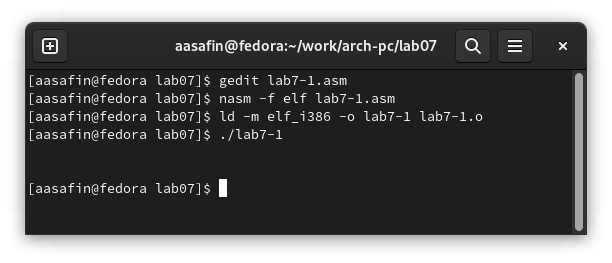 aasafin@fedora:~/work/arch-pc/lab07
[aasafin@fedora lab07]$ gedit lab7-1.asm
[aasafin@fedora lab07]$ nasm -f elf lab7-1.asm
[aasafin@fedora lab07]$ ld -m elf_i386 -o lab7-1 lab7-1.o
[aasafin@fedora lab07]$ ./lab7-1
[aasafin@fedora lab07]$